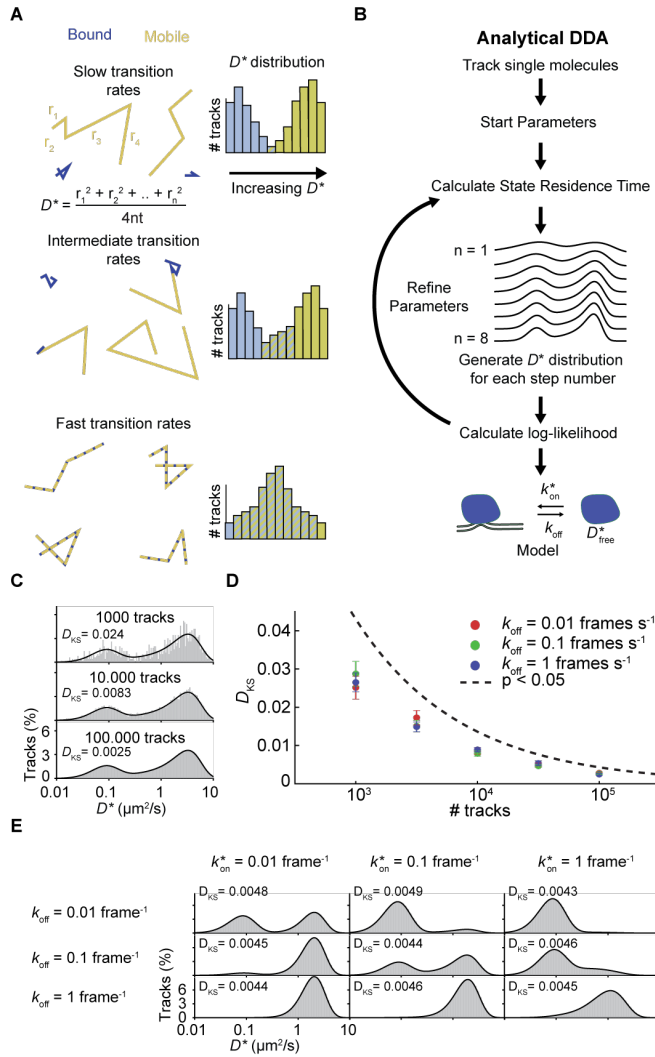 A
Bound Mobile
Slow transition
rates
r1
r2
r3
r4
D* distribution
# tracks
Increasing D*
D* = r1² + r2² + .. + rn²
4nt
Intermediate transition
rates
# tracks
Fast transition rates
# tracks
B
Analytical DDA
Track single molecules
Start Parameters
Calculate State Residence Time
n = 1
Refine
Parameters
n = 8
Generate D* distribution
for each step number
Calculate log-likelihood
k*on
koff
D*free
Model
C
1000 tracks
DKS = 0.024
10.000 tracks
DKS = 0.0083
100.000 tracks
DKS = 0.0025
Tracks (%)
6
3
0
0.01 0.1 1 10
D* (µm²/s)
D
DKS
0.04
0.03
0.02
0.01
0
10³ 10⁴ 10⁵
# tracks
koff = 0.01 frames s⁻¹
koff = 0.1 frames s⁻¹
koff = 1 frames s⁻¹
p < 0.05
E
k*on = 0.01 frame⁻¹ k*on = 0.1 frame⁻¹ k*on = 1 frame⁻¹
koff = 0.01 frame⁻¹
DKS = 0.0048 DKS = 0.0049 DKS = 0.0043
koff = 0.1 frame⁻¹
DKS = 0.0045 DKS = 0.0044 DKS = 0.0046
koff = 1 frame⁻¹
DKS = 0.0044 DKS = 0.0046 DKS = 0.0045
Tracks (%)
6
3
0
0.01 0.1 1 10
D* (µm²/s)